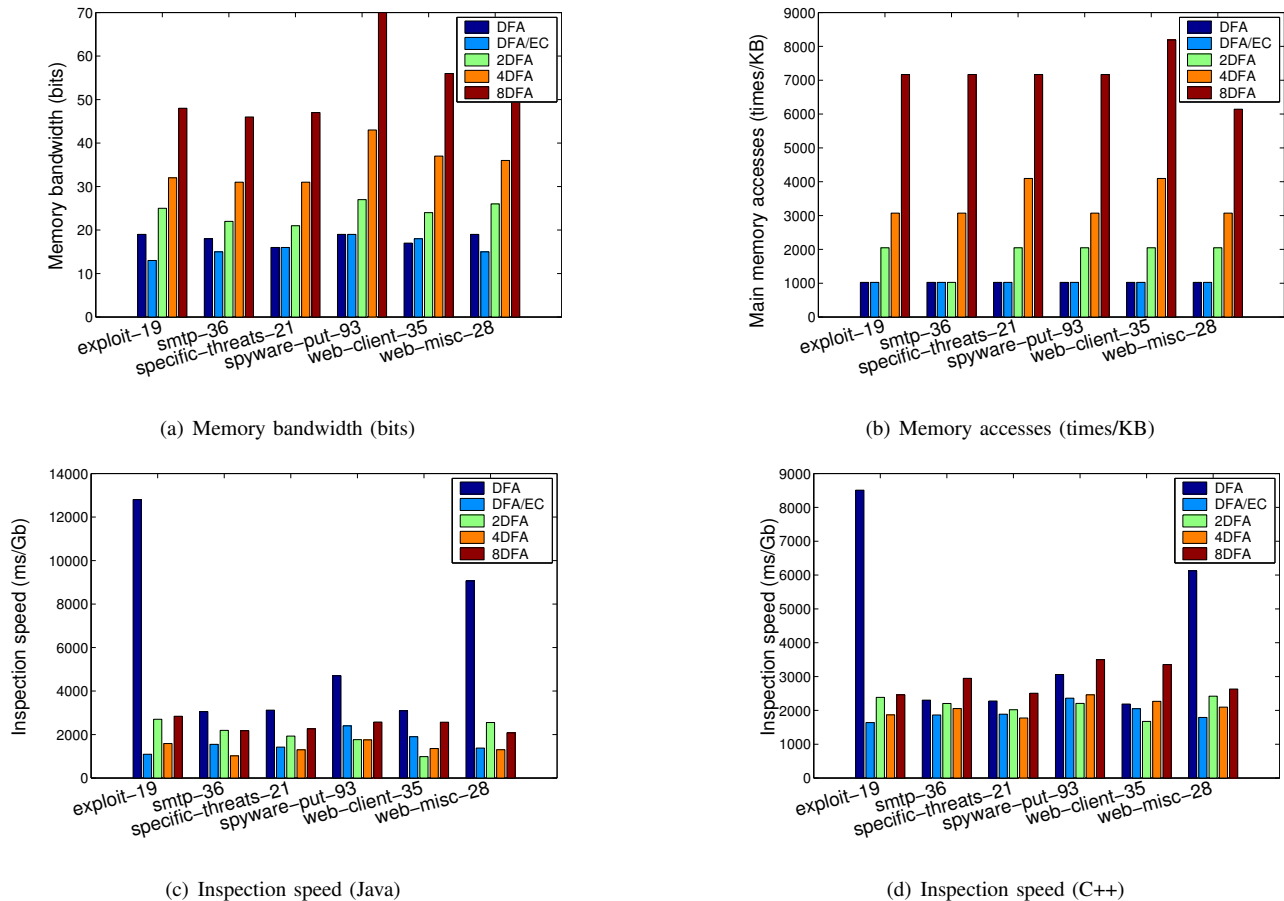 70
60
50
40
30
20
10
0
Memory bandwidth (bits)
DFA
DFA/EC
2DFA
4DFA
8DFA
exploit−19
smtp−36
specific−threats−21
spyware−put−93
web−client−35
web−misc−28
(a) Memory bandwidth (bits)
9000
8000
7000
6000
5000
4000
3000
2000
1000
0
Main memory accesses (times/KB)
DFA
DFA/EC
2DFA
4DFA
8DFA
exploit−19
smtp−36
specific−threats−21
spyware−put−93
web−client−35
web−misc−28
(b) Memory accesses (times/KB)
14000
12000
10000
8000
6000
4000
2000
0
Inspection speed (ms/Gb)
DFA
DFA/EC
2DFA
4DFA
8DFA
exploit−19
smtp−36
specific−threats−21
spyware−put−93
web−client−35
web−misc−28
(c) Inspection speed (Java)
9000
8000
7000
6000
5000
4000
3000
2000
1000
0
Inspection speed (ms/Gb)
DFA
DFA/EC
2DFA
4DFA
8DFA
exploit−19
smtp−36
specific−threats−21
spyware−put−93
web−client−35
web−misc−28
(d) Inspection speed (C++)